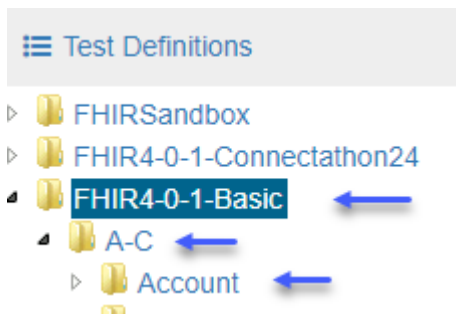 Test Definitions
FHIRSandbox
FHIR4-0-1-Connectathon24
FHIR4-0-1-Basic
A-C
Account